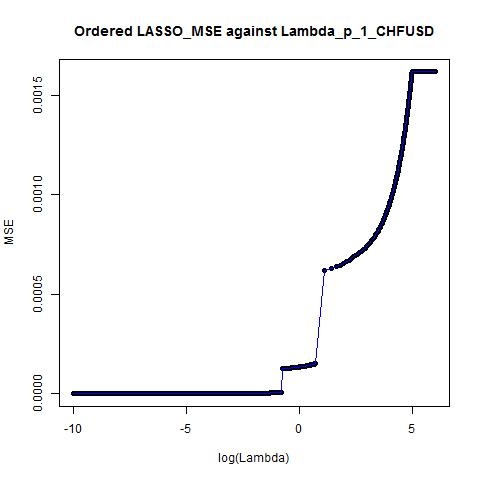 Ordered LASSO_MSE against Lambda_p_1_CHFUSD
MSE
0.0015
0.0010
0.0005
0.0000
-10 -5 0 5
log(Lambda)